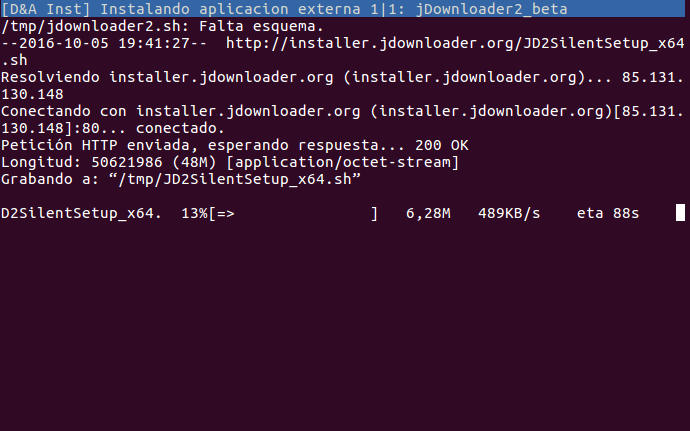 [D&A Inst] Instalando aplicacion externa 1|1: jDownloader2_beta
/tmp/jdownloader2.sh: Falta esquema.
--2016-10-05 19:41:27--  http://installer.jdownloader.org/JD2SilentSetup_x64
.sh
Resolviendo installer.jdownloader.org (installer.jdownloader.org)... 85.131.
130.148
Conectando con installer.jdownloader.org (installer.jdownloader.org)[85.131.
130.148]:80... conectado.
Petición HTTP enviada, esperando respuesta... 200 OK
Longitud: 50621986 (48M) [application/octet-stream]
Grabando a: “/tmp/JD2SilentSetup_x64.sh”
D2SilentSetup_x64.  13%[=>                ]   6,28M   489KB/s    eta 88s